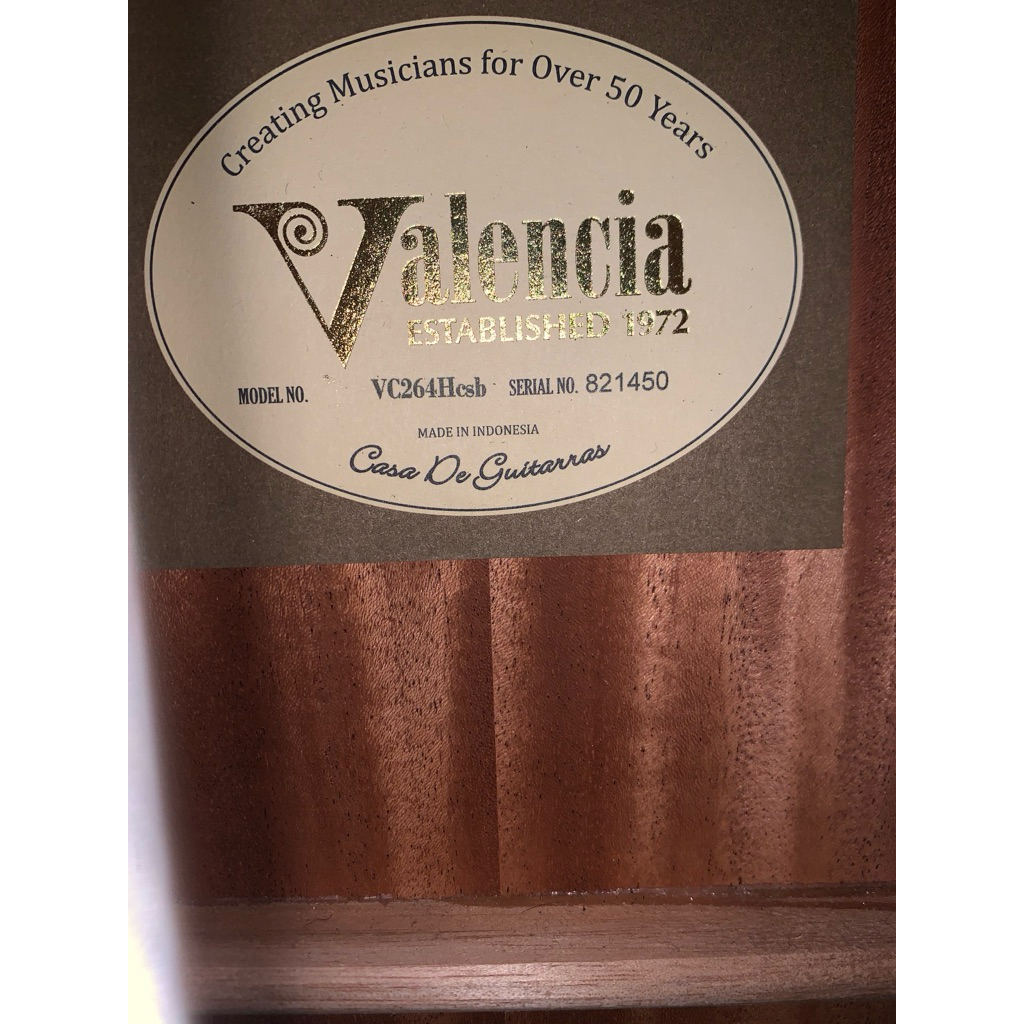 Creating Musicians for Over 50 Years
Valencia
ESTABLISHED 1972
MODEL NO. VC264Hcsb SERIAL NO. 821450
MADE IN INDONESIA
Casa De Guitarras